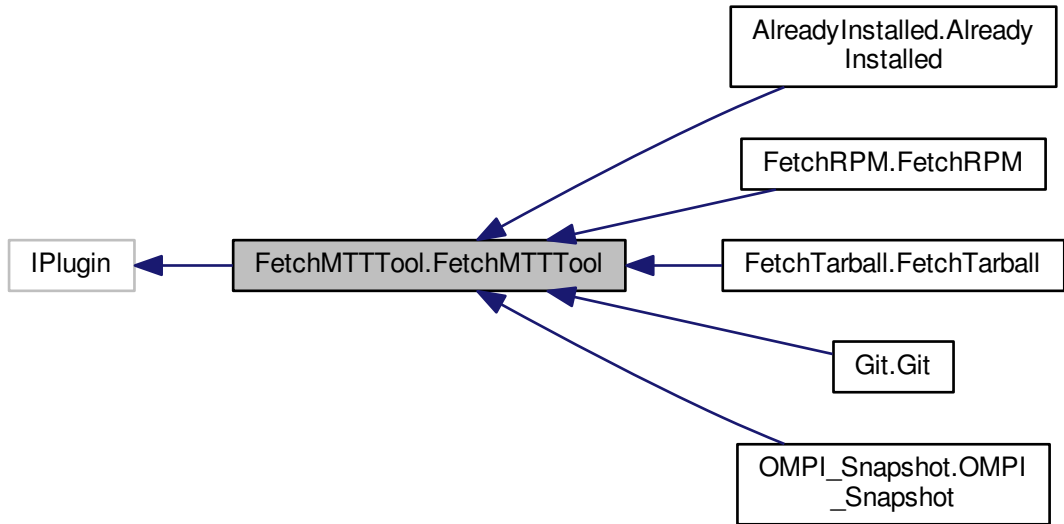 AlreadyInstalled.Already
Installed
FetchRPM.FetchRPM
IPlugin
FetchMTTTool.FetchMTTTool
FetchTarball.FetchTarball
Git.Git
OMPI_Snapshot.OMPI
_Snapshot